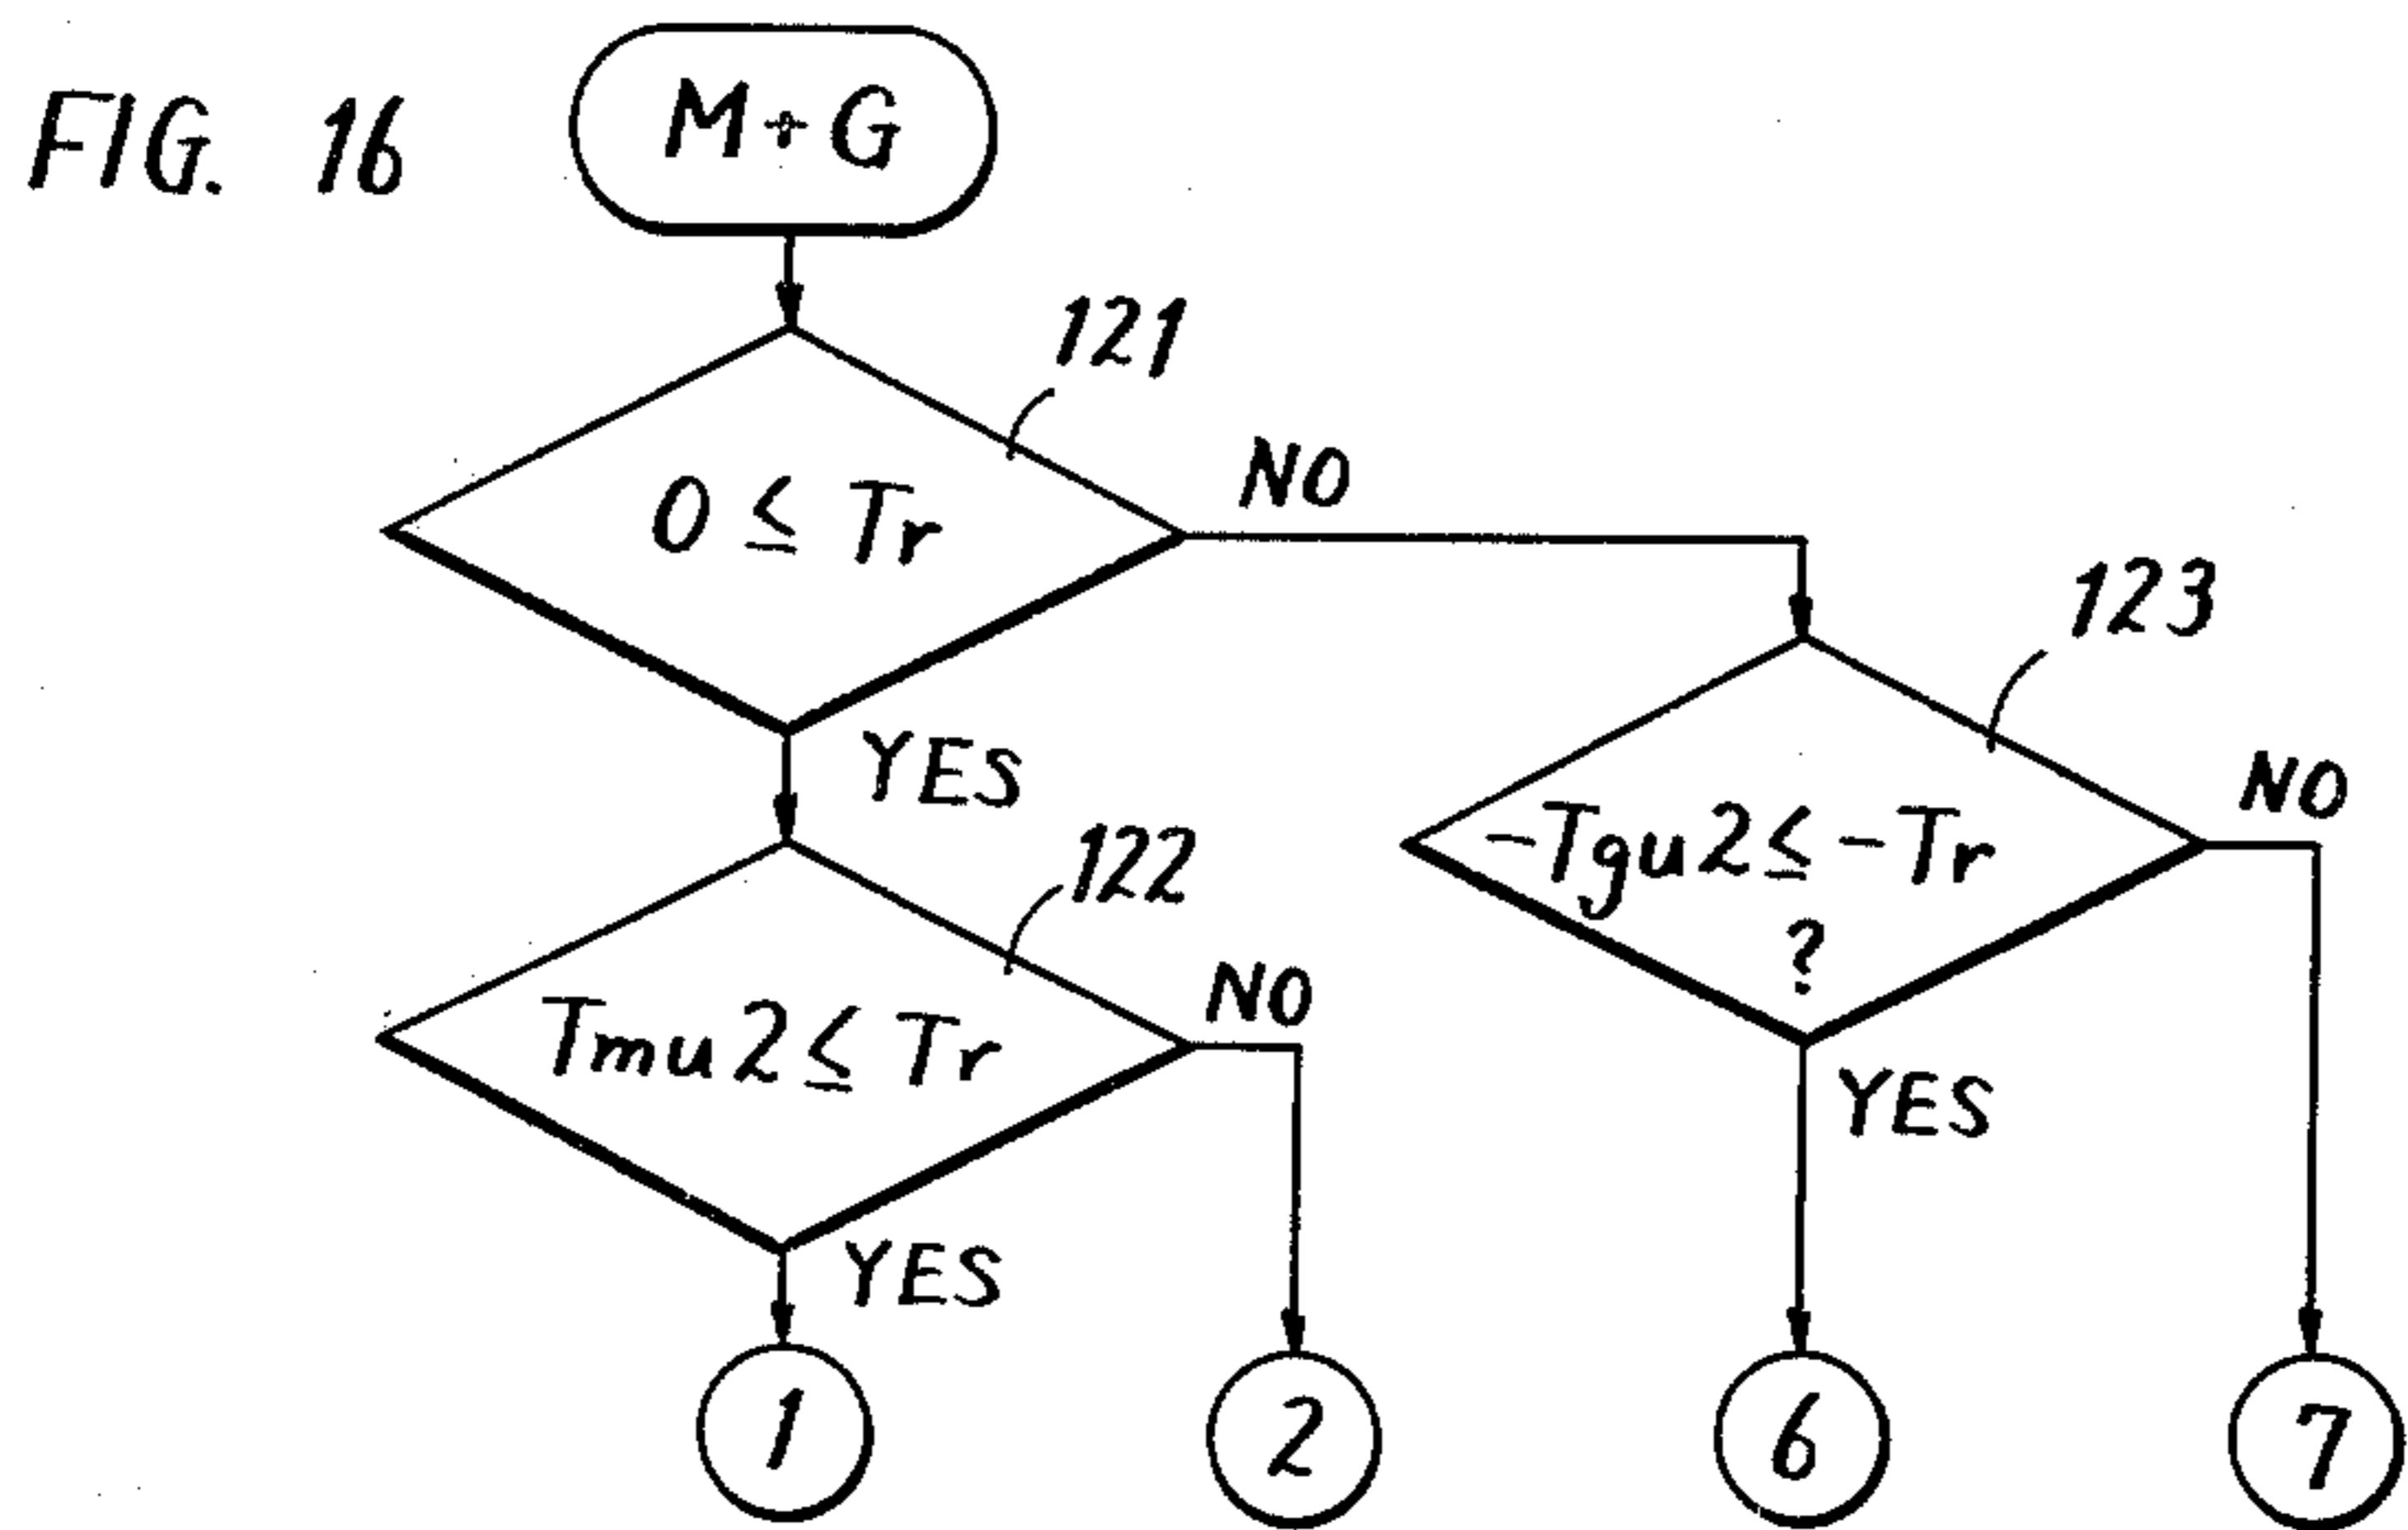 FIG. 16
M+G
121
0 ≤ Tr
NO
YES
123
-Tgu2 ≤ -Tr
?
NO
YES
122
Tmu2 ≤ Tr
NO
YES
1
2
6
7